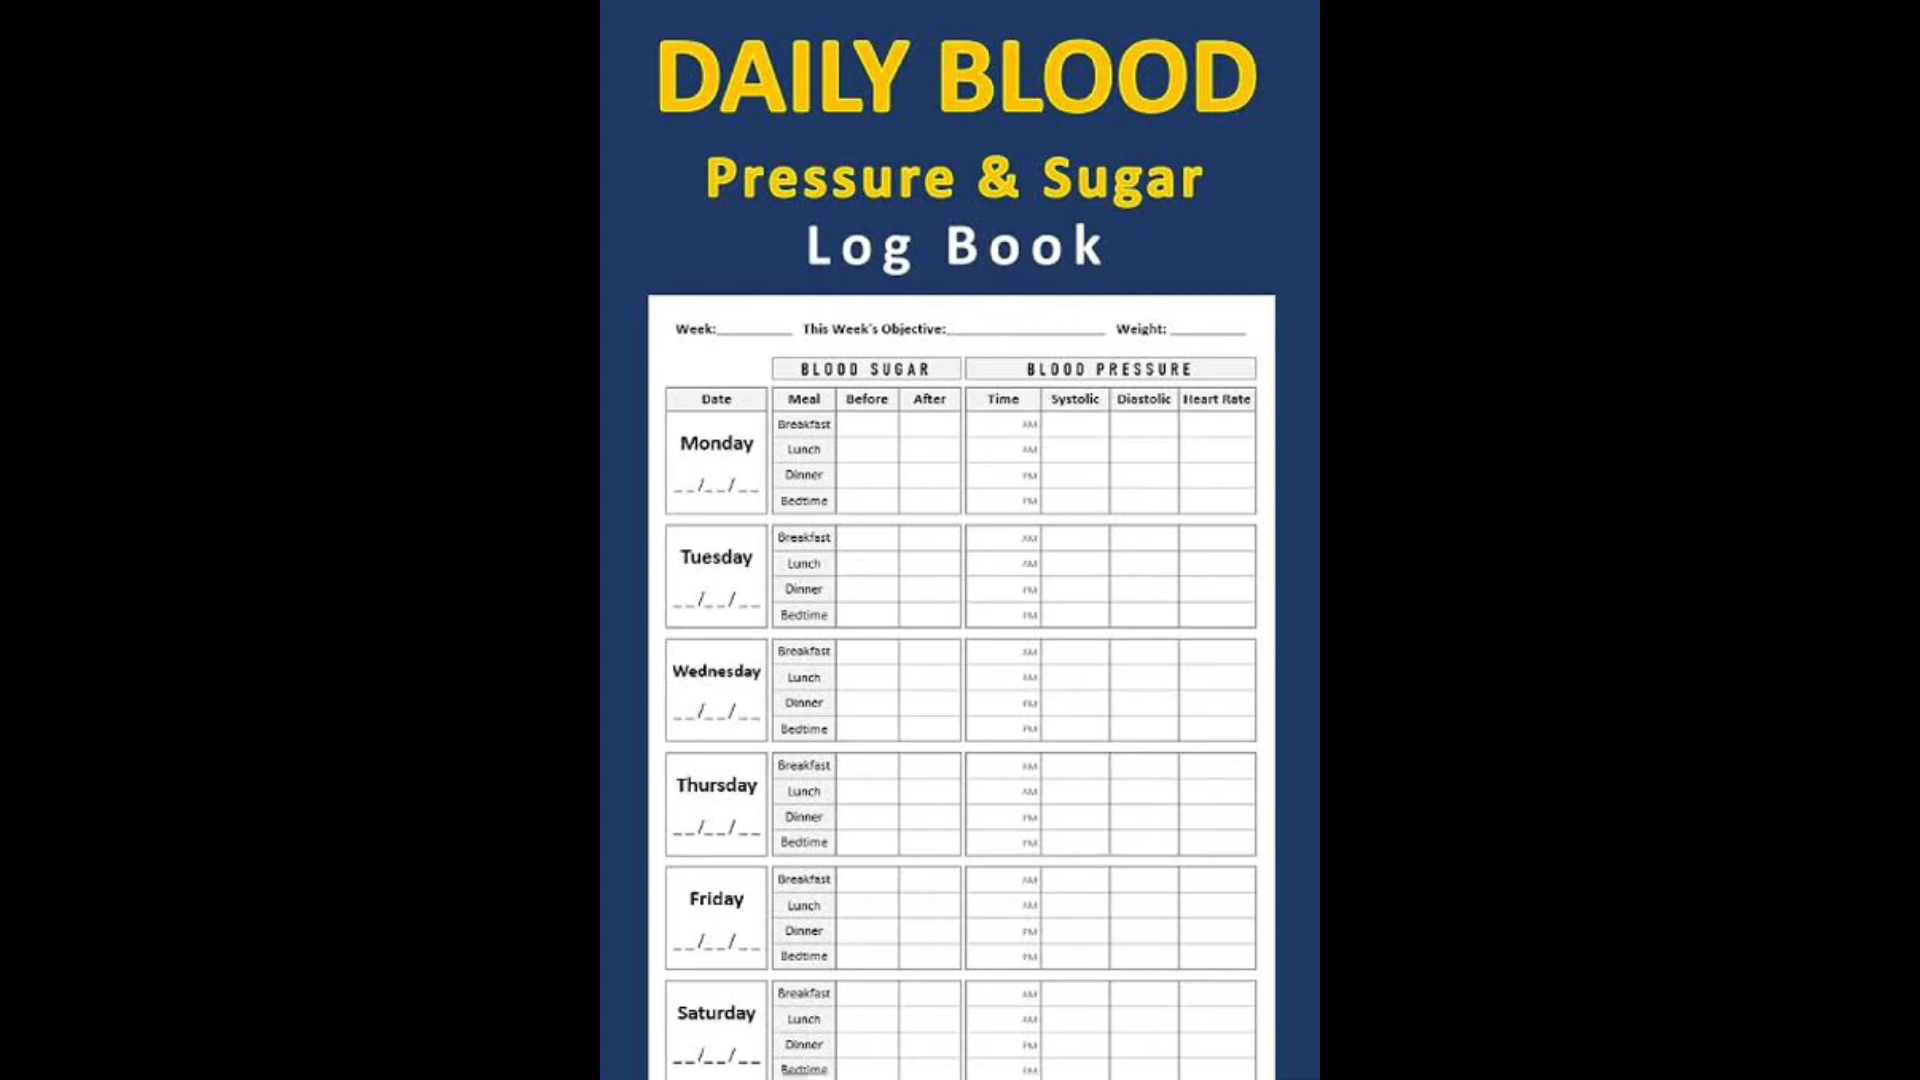 DAILY BLOOD
Pressure & Sugar
Log Book
Week:__________ This Week's Objective:____________________ Weight: __________
BLOOD SUGAR BLOOD PRESSURE
Date Meal Before After Time Systolic Diastolic Heart Rate
Monday
__/__/__
Breakfast AM
Lunch AM
Dinner PM
Bedtime PM
Tuesday
__/__/__
Breakfast AM
Lunch AM
Dinner PM
Bedtime PM
Wednesday
__/__/__
Breakfast AM
Lunch AM
Dinner PM
Bedtime PM
Thursday
__/__/__
Breakfast AM
Lunch AM
Dinner PM
Bedtime PM
Friday
__/__/__
Breakfast AM
Lunch AM
Dinner PM
Bedtime PM
Saturday
__/__/__
Breakfast AM
Lunch AM
Dinner PM
Bedtime PM